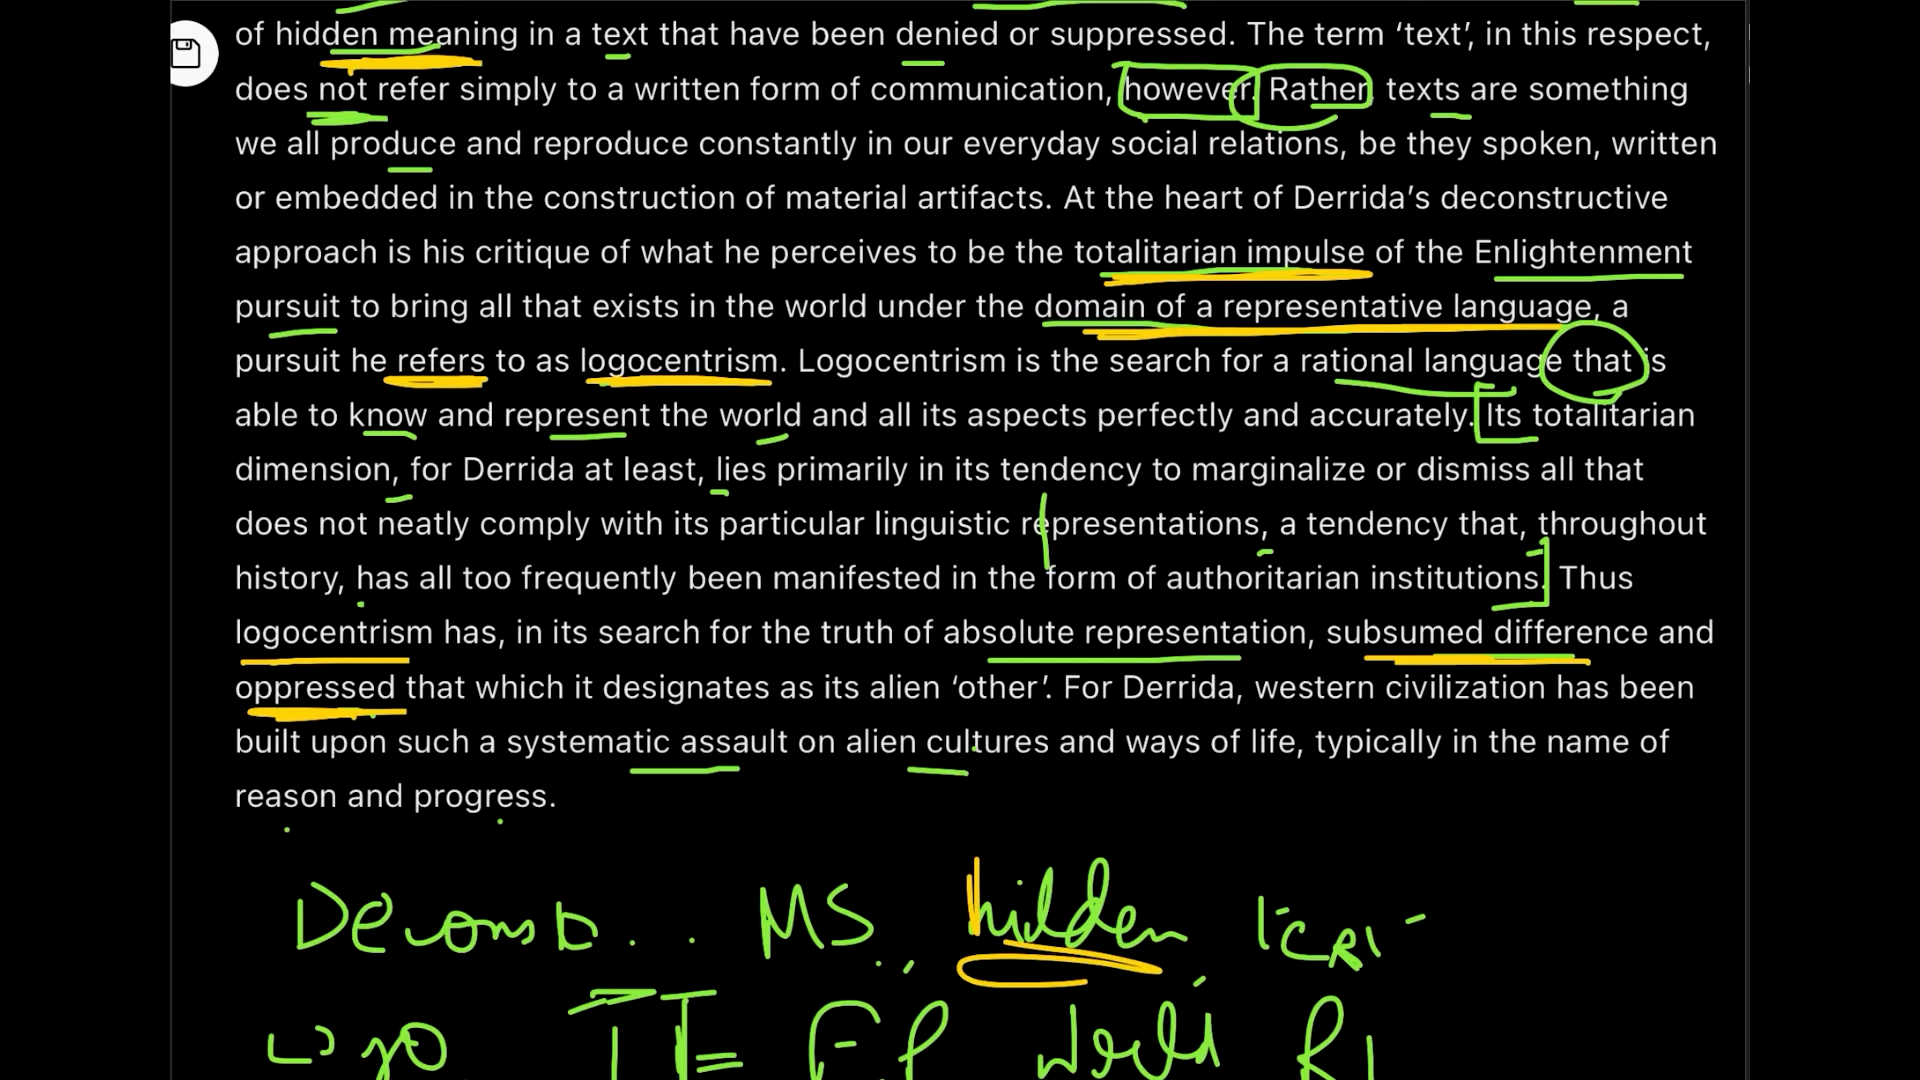 of hidden meaning in a text that have been denied or suppressed. The term ‘text’, in this respect,
does not refer simply to a written form of communication, however. Rather, texts are something
we all produce and reproduce constantly in our everyday social relations, be they spoken, written
or embedded in the construction of material artifacts. At the heart of Derrida’s deconstructive
approach is his critique of what he perceives to be the totalitarian impulse of the Enlightenment
pursuit to bring all that exists in the world under the domain of a representative language, a
pursuit he refers to as logocentrism. Logocentrism is the search for a rational language that is
able to know and represent the world and all its aspects perfectly and accurately. Its totalitarian
dimension, for Derrida at least, lies primarily in its tendency to marginalize or dismiss all that
does not neatly comply with its particular linguistic representations, a tendency that, throughout
history, has all too frequently been manifested in the form of authoritarian institutions. Thus
logocentrism has, in its search for the truth of absolute representation, subsumed difference and
oppressed that which it designates as its alien ‘other’. For Derrida, western civilization has been
built upon such a systematic assault on alien cultures and ways of life, typically in the name of
reason and progress.
MS hidden
TI = EP World